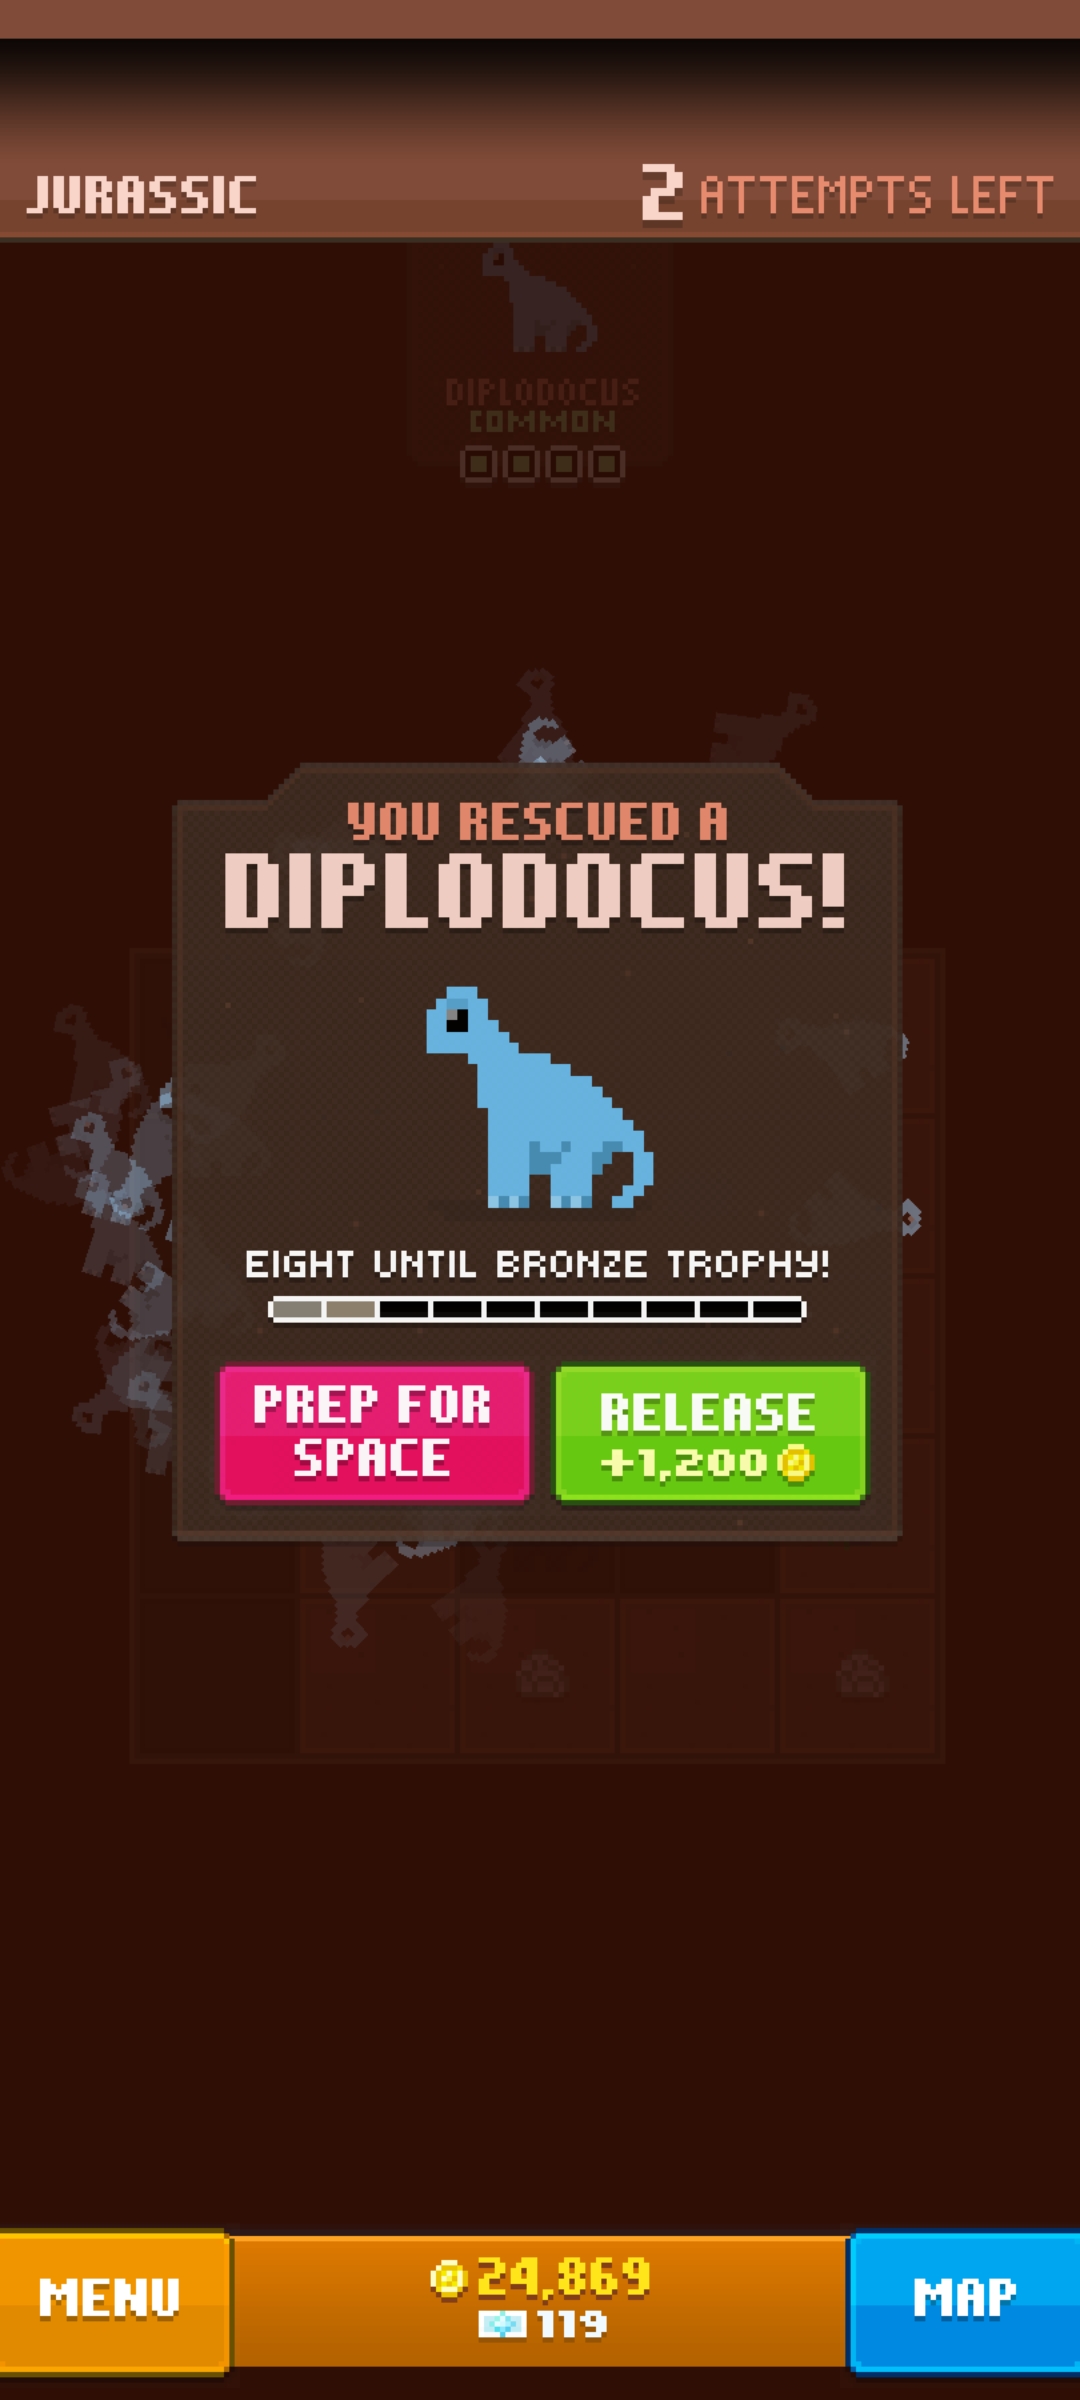 JURASSIC
2 ATTEMPTS LEFT
DIPLODOCUS
COMMON
YOU RESCUED A
DIPLODOCUS!
EIGHT UNTIL BRONZE TROPHY!
PREP FOR
SPACE
RELEASE
+1,200
MENU
24,869
119
MAP